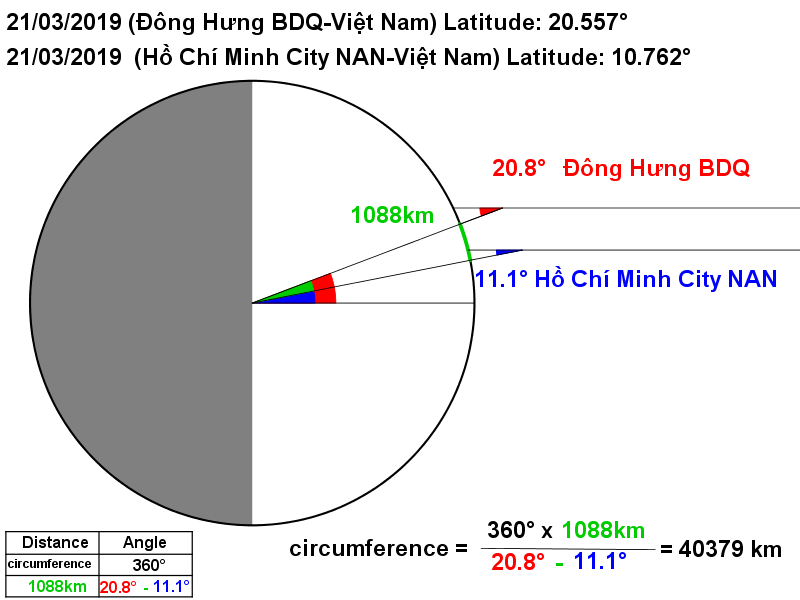 21/03/2019 (Đông Hưng BDQ-Việt Nam) Latitude: 20.557°
21/03/2019 (Hồ Chí Minh City NAN-Việt Nam) Latitude: 10.762°
20.8° Đông Hưng BDQ
1088km
11.1° Hồ Chí Minh City NAN
Distance Angle
circumference 360°
1088km 20.8° - 11.1°
360° x 1088km
circumference = = 40379 km
20.8° - 11.1°